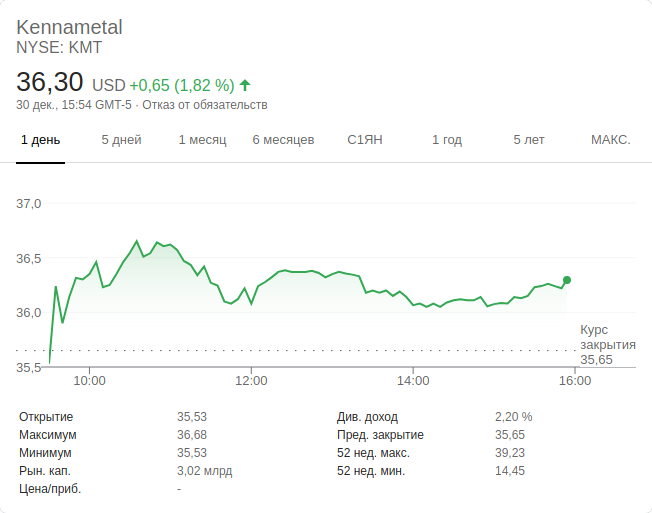 Kennametal
NYSE: KMT
36,30 USD +0,65 (1,82 %)
30 дек., 15:54 GMT-5 · Отказ от обязательств
1 день 5 дней 1 месяц 6 месяцев С1ЯН 1 год 5 лет МАКС.
37,0
36,5
36,0
Курс
закрытия
35,65
35,5
10:00 12:00 14:00 16:00
Открытие 35,53 Див. доход 2,20 %
Максимум 36,68 Пред. закрытие 35,65
Минимум 35,53 52 нед. макс. 39,23
Рын. кап. 3,02 млрд 52 нед. мин. 14,45
Цена/приб. -